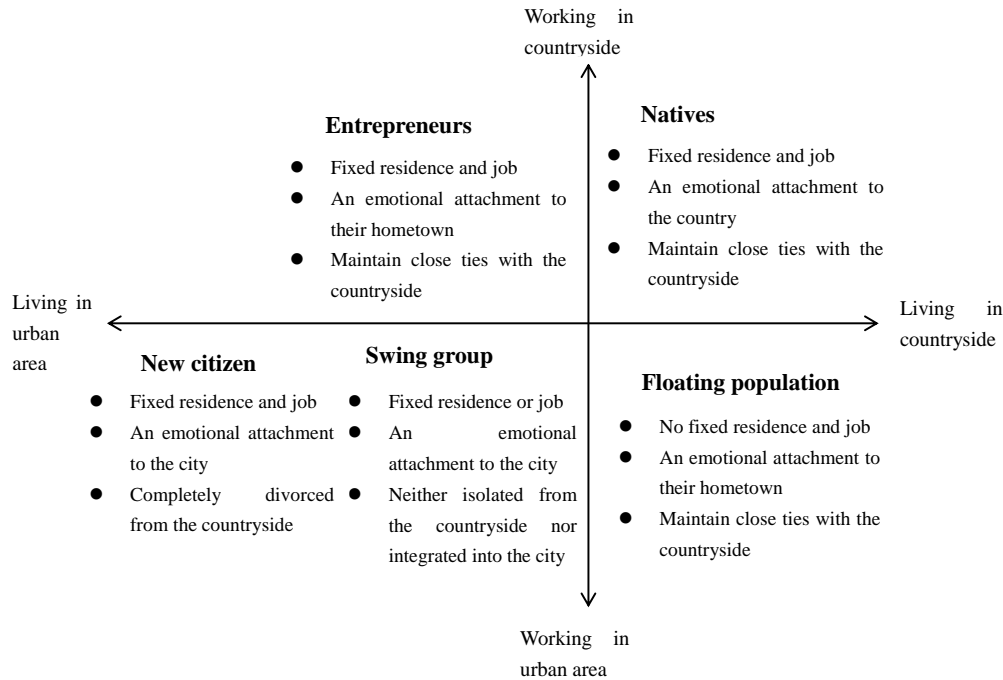 Working in
countryside
Entrepreneurs
● Fixed residence and job
● An emotional attachment to
their hometown
● Maintain close ties with the
countryside
Natives
● Fixed residence and job
● An emotional attachment to
the country
● Maintain close ties with the
countryside
Living in
urban
area
Living in
countryside
New citizen
● Fixed residence and job
● An emotional attachment
to the city
● Completely divorced
from the countryside
Swing group
● Fixed residence or job
● An emotional
attachment to the city
● Neither isolated from
the countryside nor
integrated into the city
Floating population
● No fixed residence and job
● An emotional attachment to
their hometown
● Maintain close ties with the
countryside
Working in
urban area